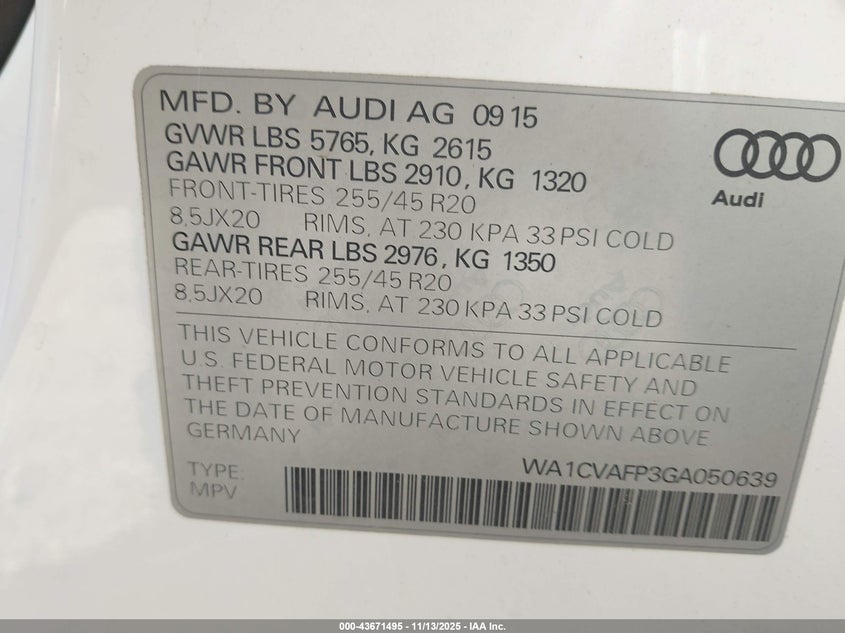 MFD. BY AUDI AG 09 15
GVWR LBS 5765, KG 2615
GAWR FRONT LBS 2910, KG 1320
FRONT-TIRES 255/45 R20
8,5JX20 RIMS, AT 230 KPA 33 PSI COLD
GAWR REAR LBS 2976, KG 1350
REAR-TIRES 255/45 R20
8,5JX20 RIMS, AT 230 KPA 33 PSI COLD
Audi
THIS VEHICLE CONFORMS TO ALL APPLICABLE
U.S. FEDERAL MOTOR VEHICLE SAFETY AND
THEFT PREVENTION STANDARDS IN EFFECT ON
THE DATE OF MANUFACTURE SHOWN ABOVE
GERMANY
WA1CVAFP3GA050639
TYPE:
MPV
000-43671495 - 11/13/2025 - IAA Inc.